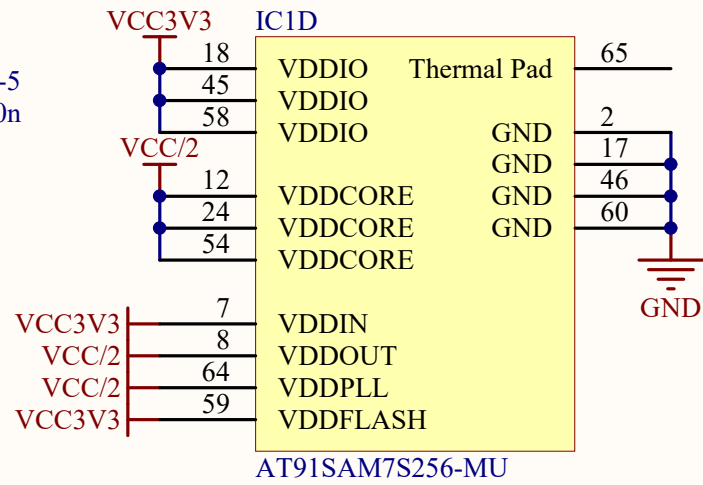 VCC3V3 IC1D
18 VDDIO Thermal Pad 65
-5 45 VDDIO
0n 58 VDDIO GND 2
VCC/2 GND 17
12 VDDCORE GND 46
24 VDDCORE GND 60
54 VDDCORE
GND
VCC3V3 7 VDDIN
VCC/2 8 VDDOUT
VCC/2 64 VDDPLL
VCC3V3 59 VDDFLASH
AT91SAM7S256-MU